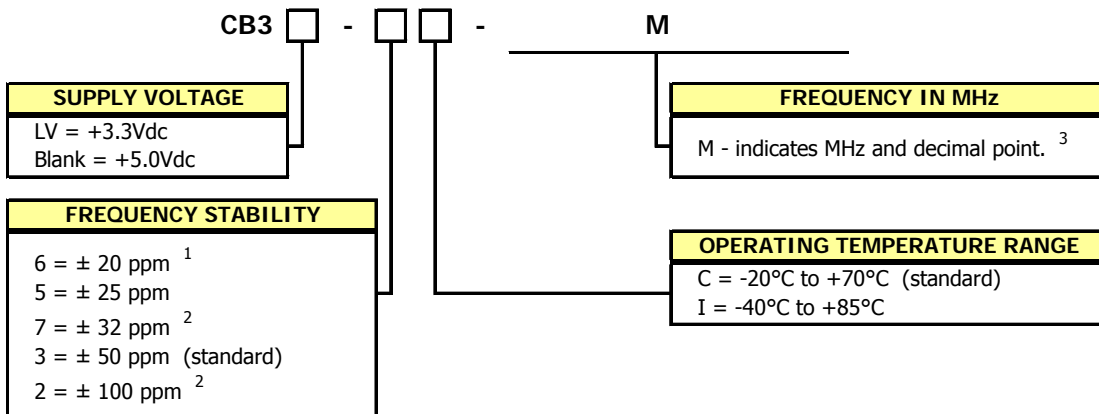 CB3 - - M
SUPPLY VOLTAGE
LV = +3.3Vdc
Blank = +5.0Vdc
FREQUENCY IN MHz
M - indicates MHz and decimal point. 3
FREQUENCY STABILITY
6 = ± 20 ppm 1
5 = ± 25 ppm
7 = ± 32 ppm 2
3 = ± 50 ppm (standard)
2 = ± 100 ppm 2
OPERATING TEMPERATURE RANGE
C = -20°C to +70°C (standard)
I = -40°C to +85°C